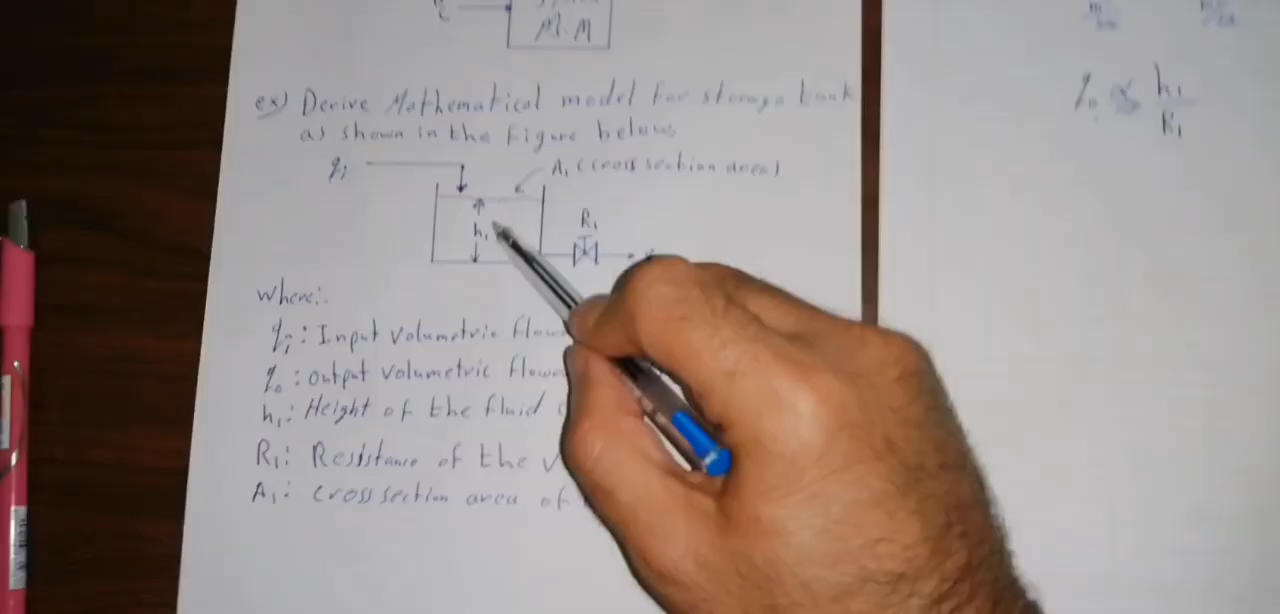 M.M
ex) Derive Mathematical model for storage tank
as shown in the figure below
qi
A1 (cross section area)
h1
R1
Where:-
qi: Input volumetric flow
qo: output volumetric flow
h1: Height of the fluid
R1: Resistance of the v
A1: cross section area of
qo ∝ h1
R1